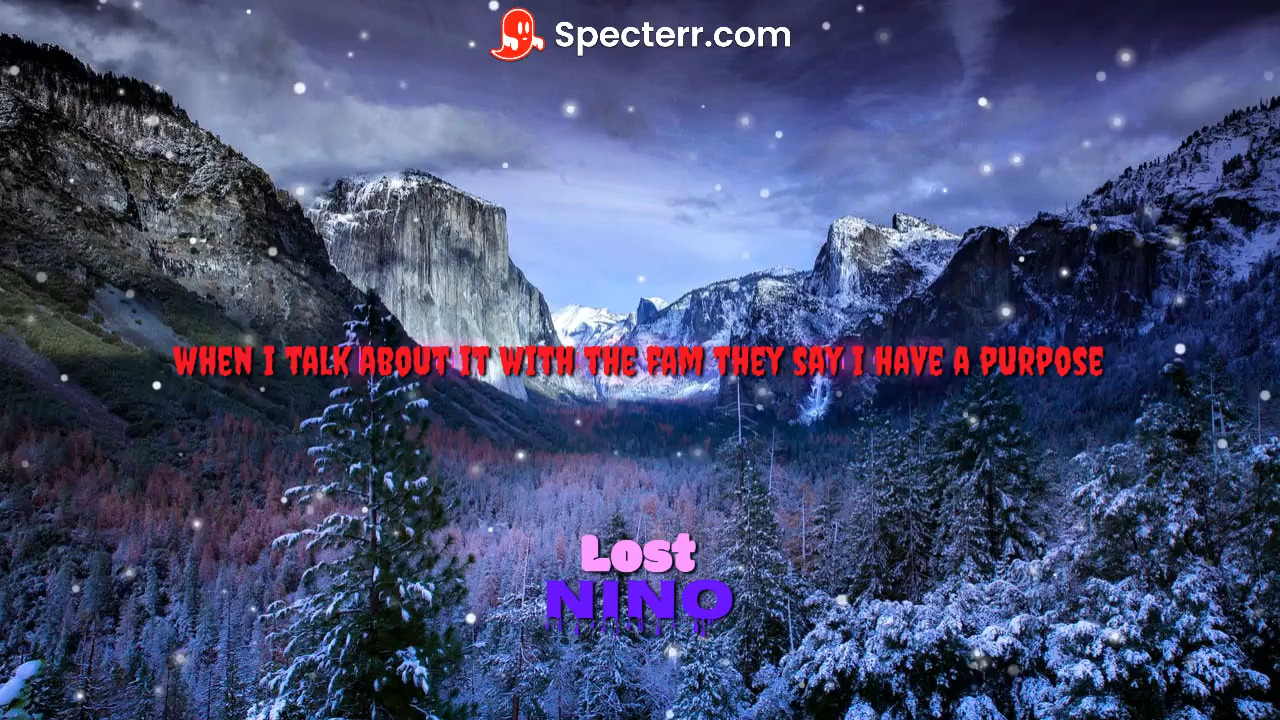 Specterr.com
WHEN I TALK ABOUT IT WITH THE FAM THEY SAY I HAVE A PURPOSE
Lost
NINO